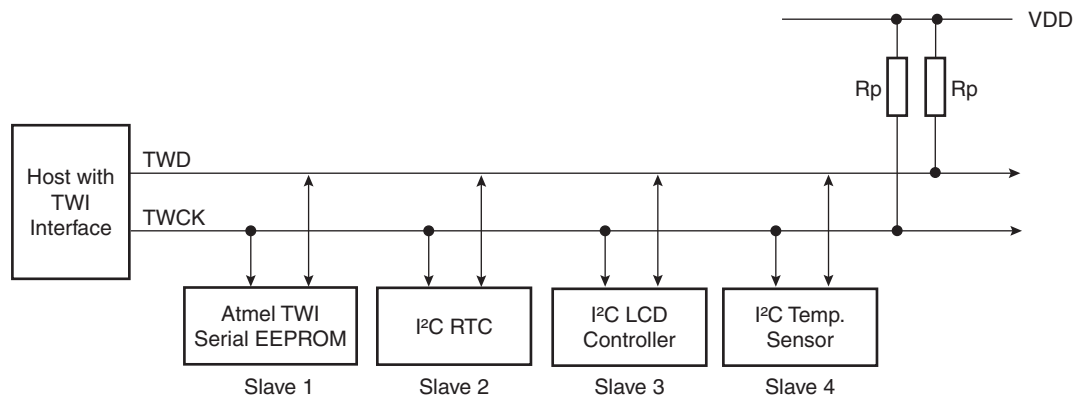 VDD
Rp
Rp
Host with
TWI
Interface
TWD
TWCK
Atmel TWI
Serial EEPROM
I²C RTC
I²C LCD
Controller
I²C Temp.
Sensor
Slave 1
Slave 2
Slave 3
Slave 4